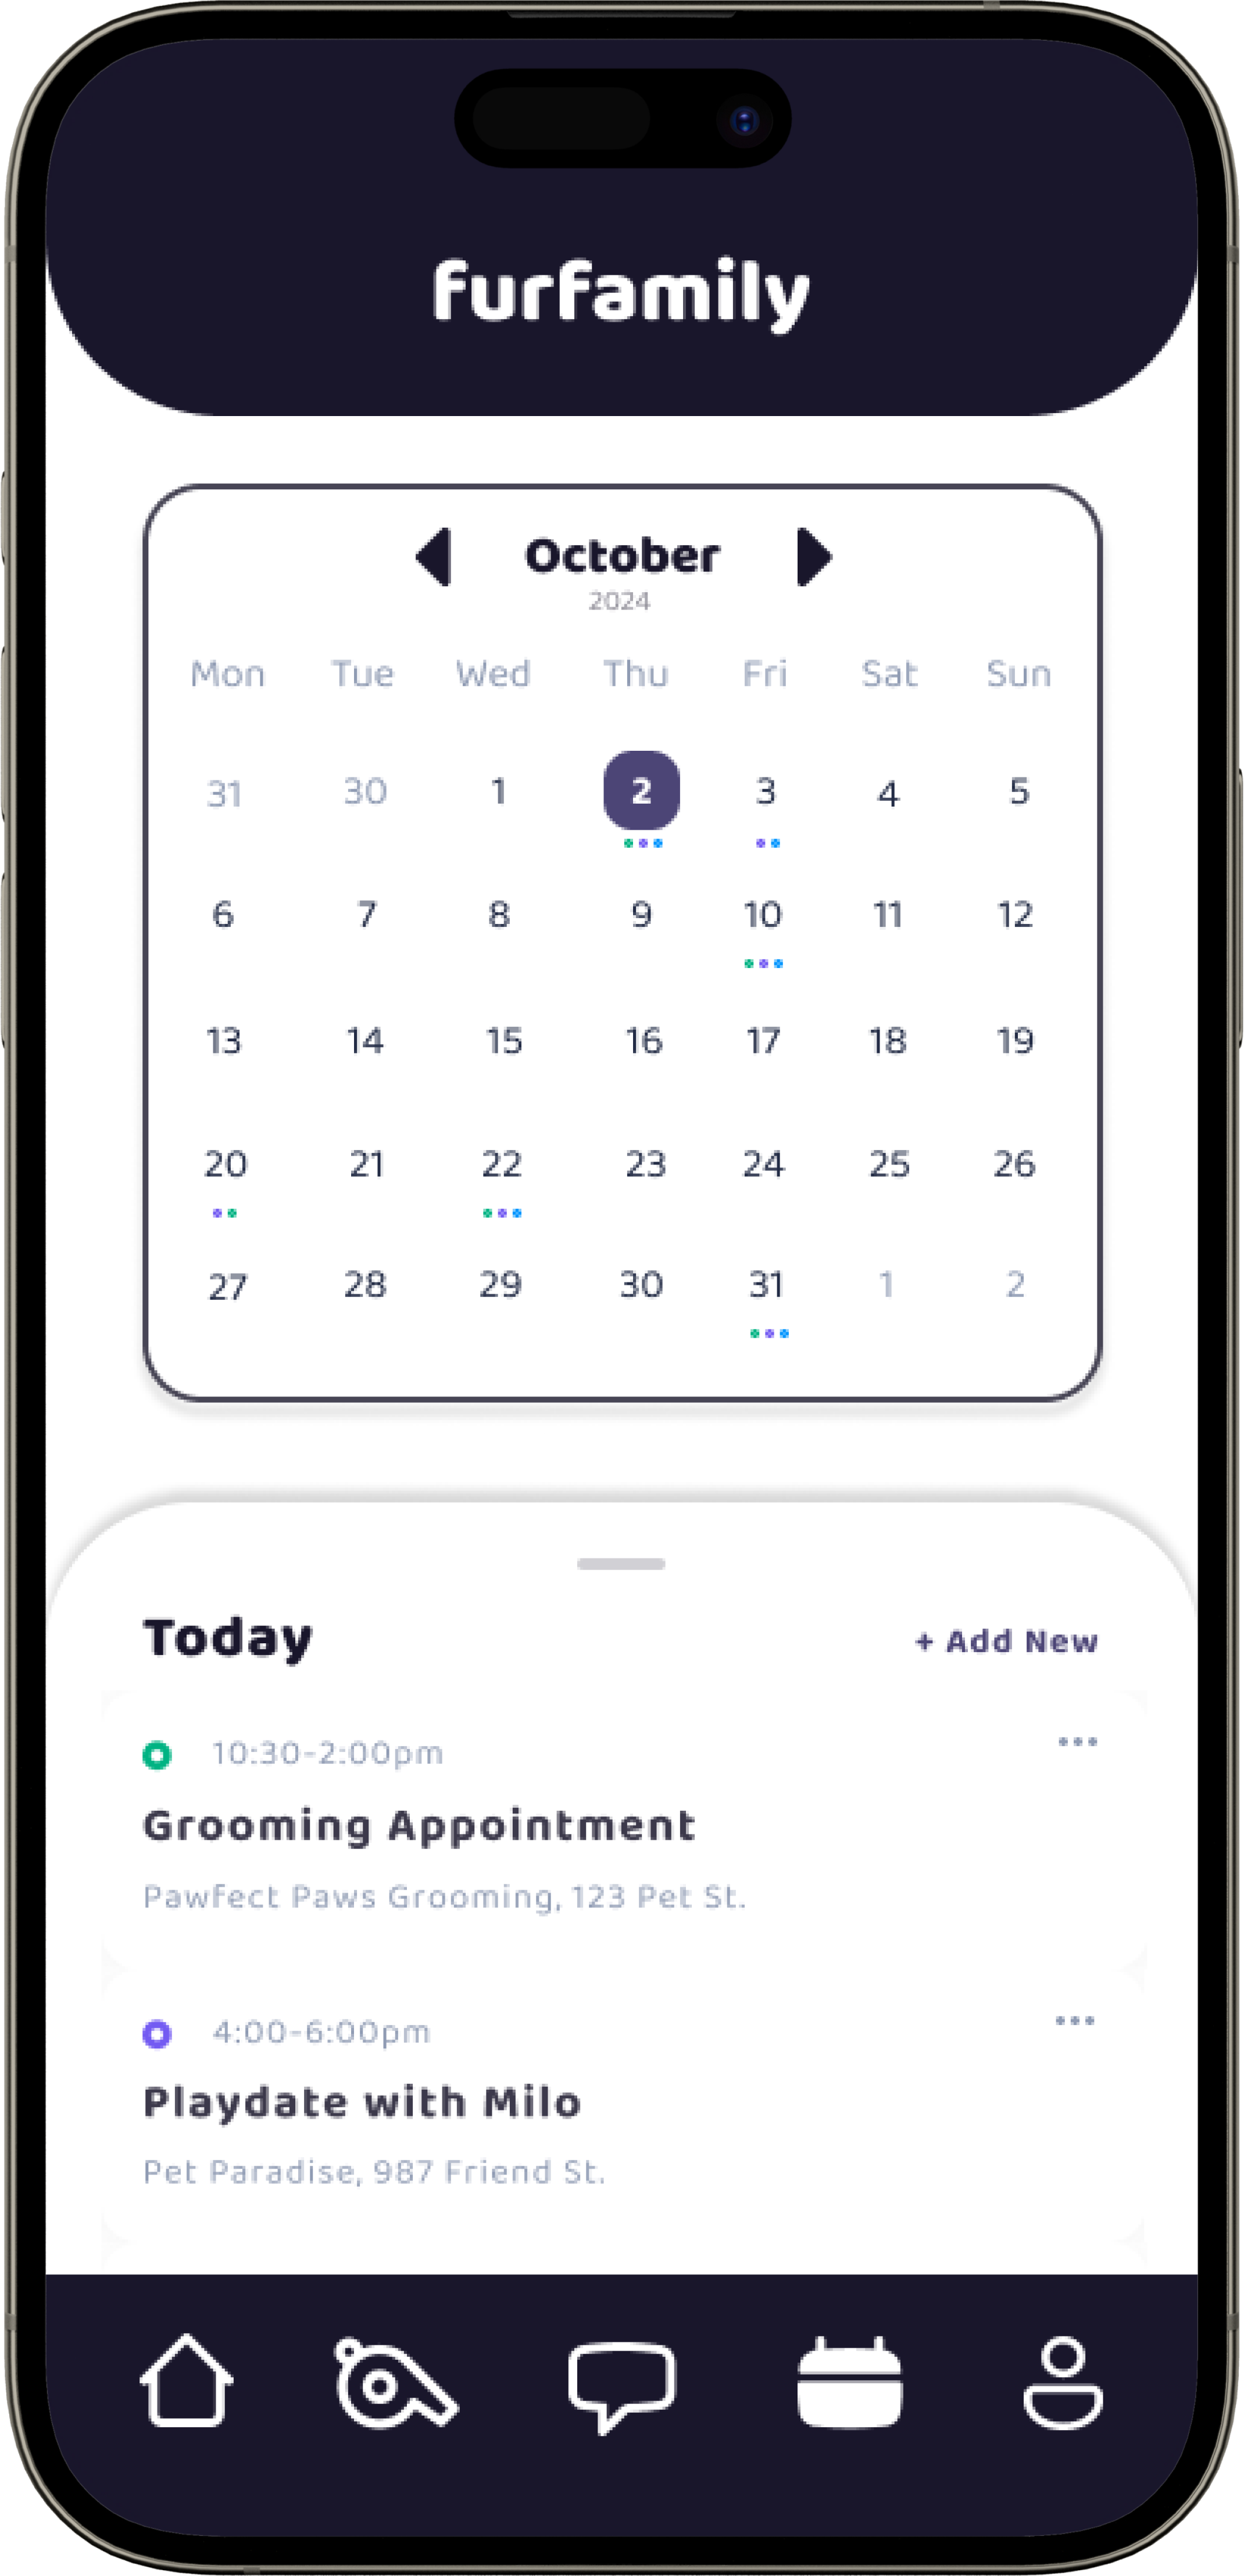 furfamily
October
2024
Mon Tue Wed Thu Fri Sat Sun
31 30 1 2 3 4 5
6 7 8 9 10 11 12
13 14 15 16 17 18 19
20 21 22 23 24 25 26
27 28 29 30 31 1 2
Today + Add New
10:30-2:00pm
Grooming Appointment
Pawfect Paws Grooming, 123 Pet St.
4:00-6:00pm
Playdate with Milo
Pet Paradise, 987 Friend St.